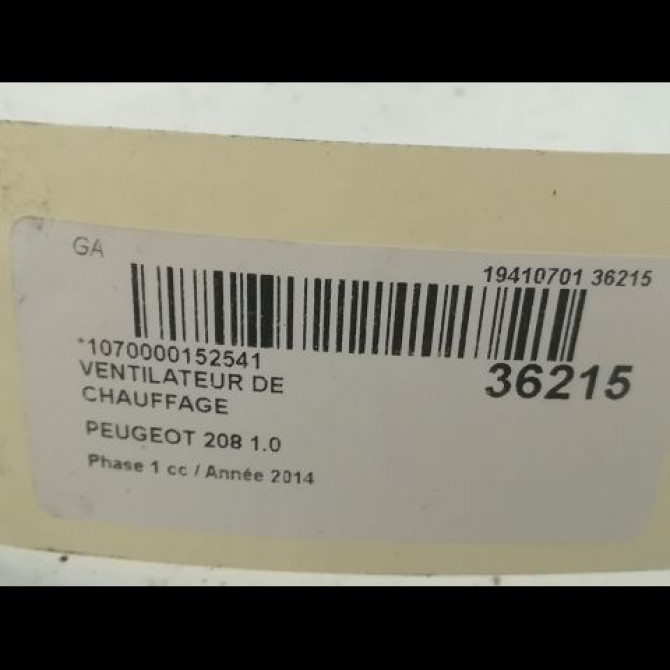 GA
19410701 36215
*1070000152541
36215
VENTILATEUR DE
CHAUFFAGE
PEUGEOT 208 1.0
Phase 1 cc / Année 2014